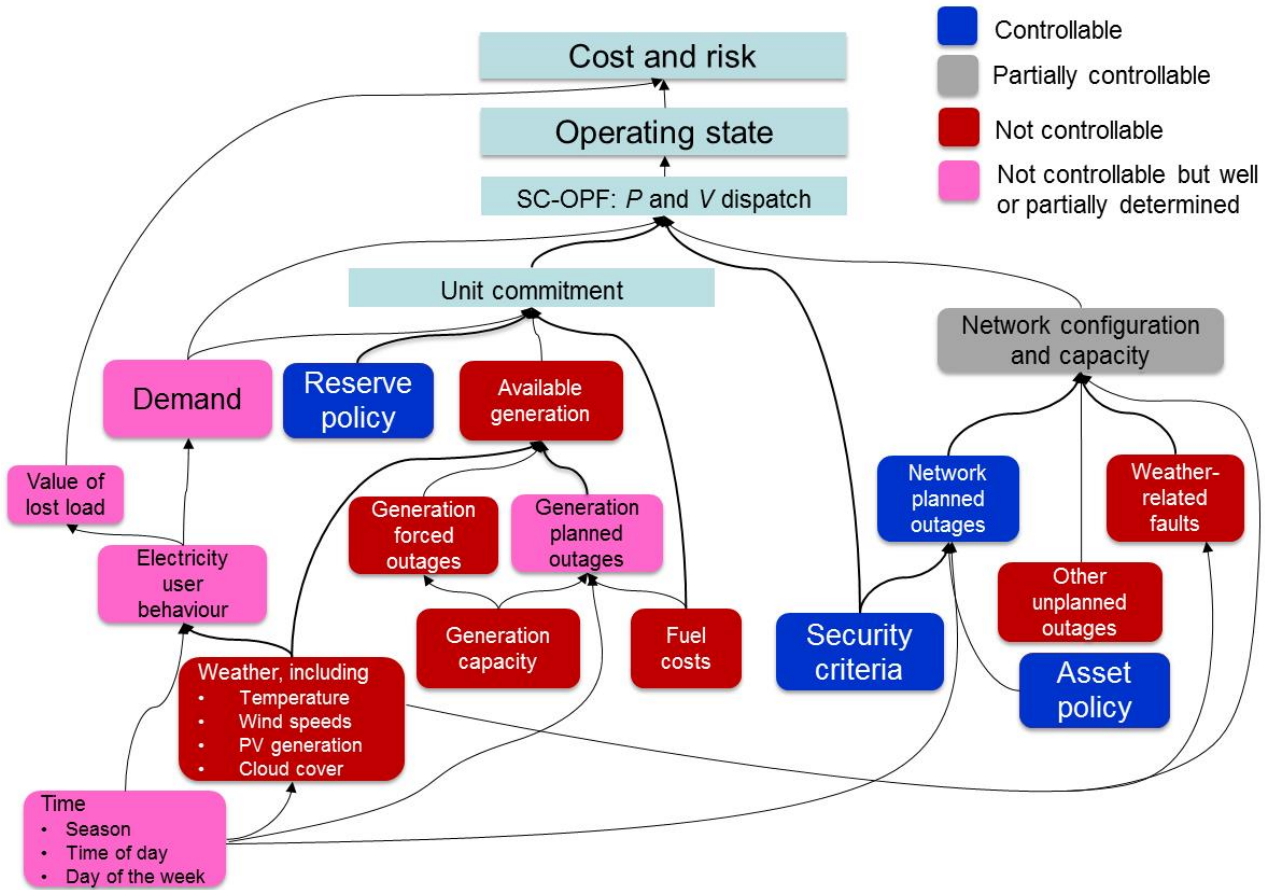 Cost and risk
Operating state
SC-OPF: P and V dispatch
Unit commitment
Controllable
Partially controllable
Not controllable
Not controllable but well
or partially determined
Network configuration
and capacity
Demand
Reserve
policy
Available
generation
Value of
lost load
Electricity
user
behaviour
Generation
forced
outages
Generation
planned
outages
Network
planned
outages
Weather-
related
faults
Other
unplanned
outages
Generation
capacity
Fuel
costs
Security
criteria
Asset
policy
Weather, including
• Temperature
• Wind speeds
• PV generation
• Cloud cover
Time
• Season
• Time of day
• Day of the week